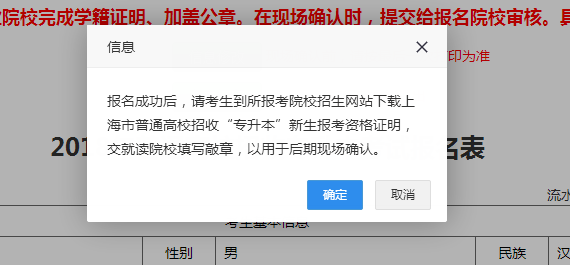 院校完成学籍证明、加盖公章。在现场确认时，提交给报名院校审核。
信息
印为准
报名成功后，请考生到所报考院校招生网站下载上
海市普通高校招收“专升本”新生报考资格证明，
交就读院校填写敲章，以用于后期现场确认。
201
名表
确定
取消
流水
考生基本信息
性别
男
民族
汉